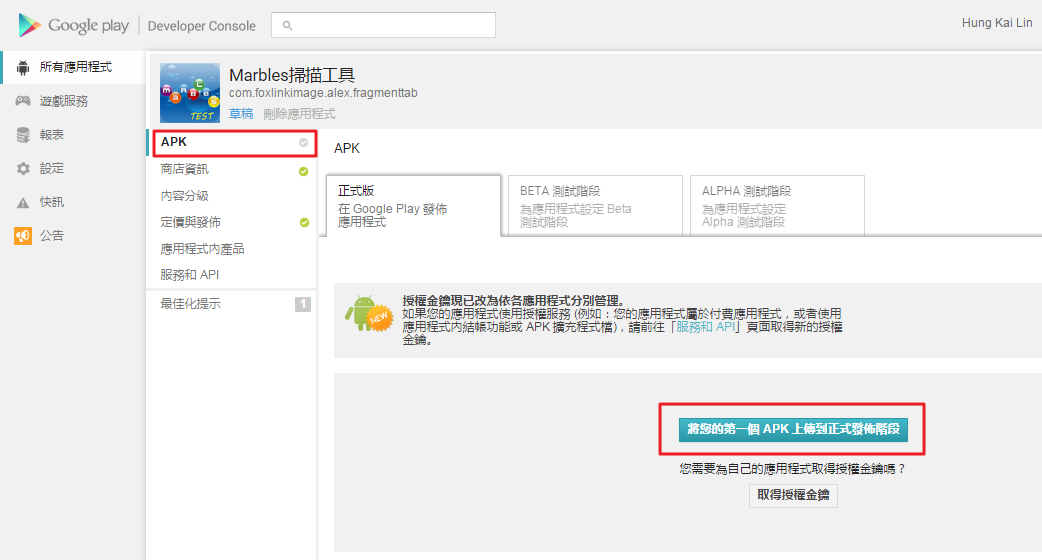 Google play Developer Console
Hung Kai Lin
所有應用程式
遊戲服務
報表
設定
快訊
公告
Marbles掃描工具
com.foxlinkimage.alex.fragmenttab
草稿 刪除應用程式
TEST
APK
商店資訊
內容分級
定價與發佈
應用程式內產品
服務和 API
最佳化提示 1
APK
正式版
在 Google Play 發佈
應用程式
BETA 測試階段
為應用程式設定 Beta
測試階段
ALPHA 測試階段
為應用程式設定
Alpha 測試階段
NEW
授權金鑰現已改為依各應用程式分別管理。
如果您的應用程式使用授權服務 (例如：您的應用程式屬於付費應用程式，或者使用
應用程式內結帳功能或 APK 擴充程式檔)，請前往「服務和 API」頁面取得新的授權
金鑰。
將您的第一個 APK 上傳到正式發佈階段
您需要為自己的應用程式取得授權金鑰嗎？
取得授權金鑰